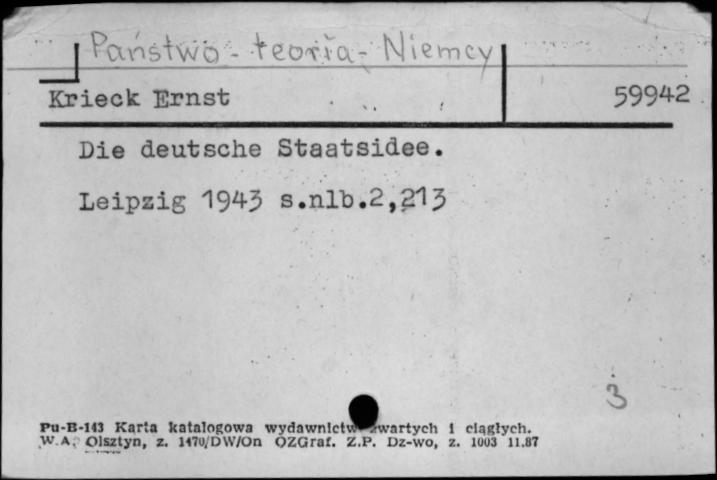 Państwo - teoria - Niemcy
Krieck Ernst 59942
Die deutsche Staatsidee.
Leipzig 1943 s.nlb.2,213
3
Pu-B-143 Karta katalogowa wydawnictw zwartych i ciągłych.
W.A. Olsztyn, z. 1470/DW/On OZGraf. Z.P. Dz-wo, z. 1003 11.87